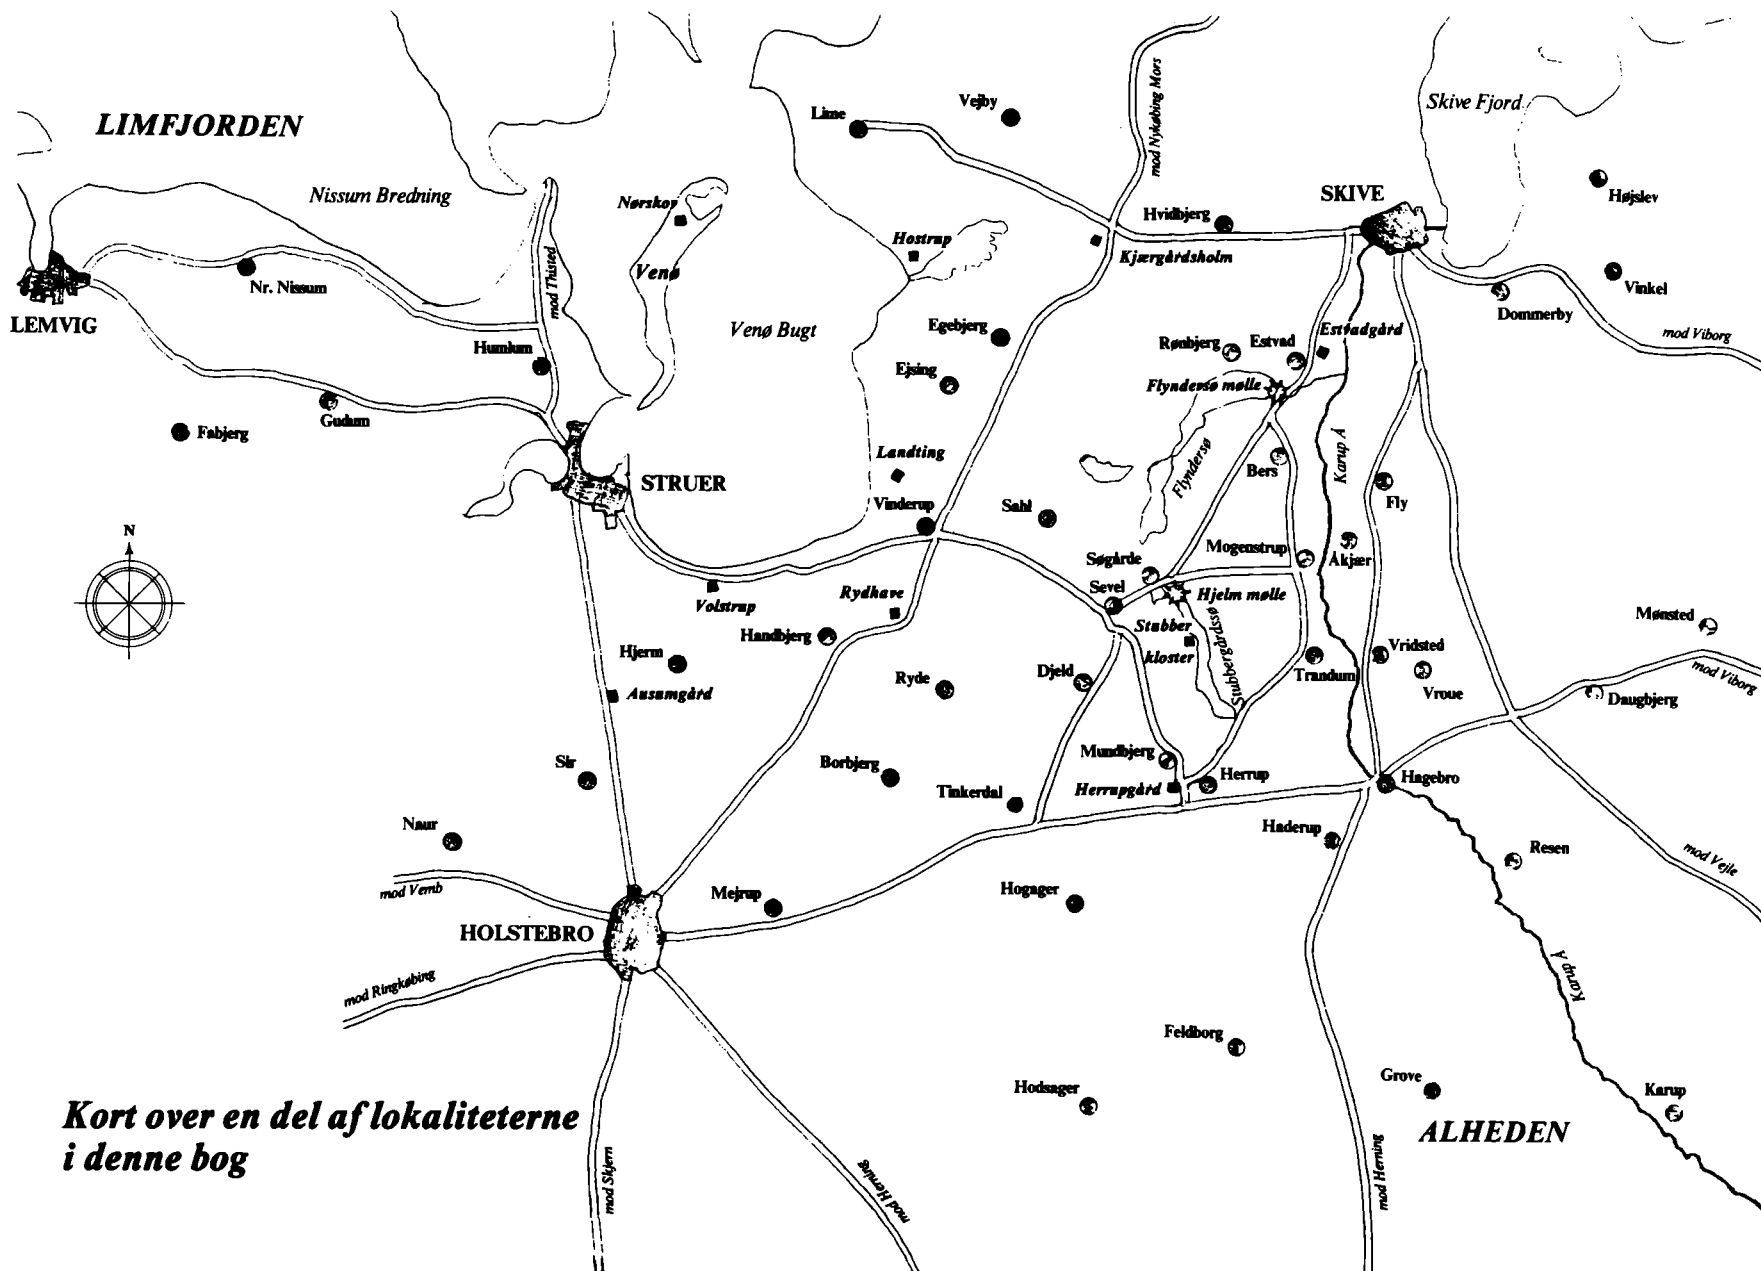 LIMFJORDEN
Nissum Bredning
Lime
Vejby
mod Nykøbing Mors
Skive Fjord
Nørskov
Hvidbjerg
SKIVE
Højslev
Hostrup
Kjærgårdsholm
mod Thisted
Venø
Nr. Nissum
Vinkel
LEMVIG
Venø Bugt
Egebjerg
Dommerby
mod Viborg
Humlum
Rønbjerg
Estvad
Estvadgård
Ejsing
Flyndersø mølle
Gudum
Fabjerg
Landting
Flyndersø
Bers
Karup Å
STRUER
Fly
Vinderup
Sahl
N
Søgårde
Mogenstrup
Åkjær
Sevel
Volstrup
Rydhave
Hjelm mølle
Mønsted
Handbjerg
Stubber
kloster
Stubbergårdssø
Hjerm
Ausumgård
Ryde
Djeld
Trandum
Vridsted
Vroue
Daugbjerg
mod Viborg
Sir
Borbjerg
Mundbjerg
Tinkerdal
Herrupgård
Herrup
Hagebro
Naur
Haderup
Resen
mod Vejle
mod Vemb
Mejrup
Hogager
HOLSTEBRO
mod Ringkøbing
Karup Å
Feldborg
Hodsager
Grove
Karup
ALHEDEN
Kort over en del af lokaliteterne
i denne bog
mod Skjern
mod Herning
mod Herning